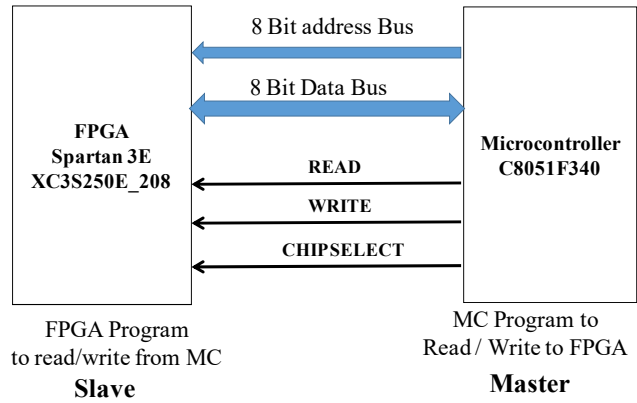 8 Bit address Bus
8 Bit Data Bus
FPGA
Spartan 3E
XC3S250E_208
Microcontroller
C8051F340
READ
WRITE
CHIPSELECT
FPGA Program
to read/write from MC
Slave
MC Program to
Read / Write to FPGA
Master